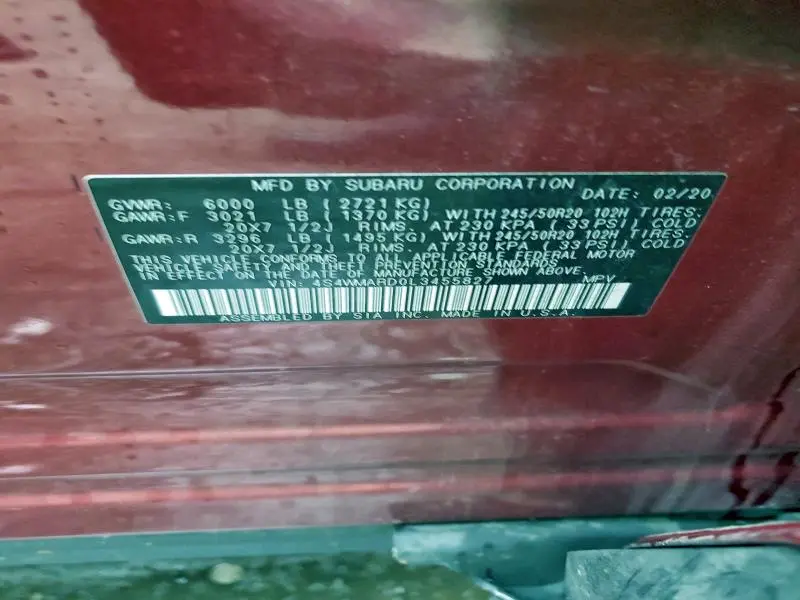 MFD BY SUBARU CORPORATION DATE: 02/20
GVWR: 6000 LB ( 2721 KG)
GAWR:F 3021 LB ( 1370 KG) WITH 245/50R20 102H TIRES.
20X7 1/2J RIMS. AT 230 KPA ( 33 PSI) COLD
GAWR:R 3296 LB ( 1495 KG) WITH 245/50R20 102H TIRES.
20X7 1/2J RIMS. AT 230 KPA ( 33 PSI) COLD
THIS VEHICLE CONFORMS TO ALL APPLICABLE FEDERAL MOTOR
VEHICLE SAFETY AND THEFT PREVENTION STANDARDS
IN EFFECT ON THE DATE OF MANUFACTURE SHOWN ABOVE.
VIN: 4S4WMARD0L3455827 MPV
ASSEMBLED BY SIA INC. MADE IN U.S.A.